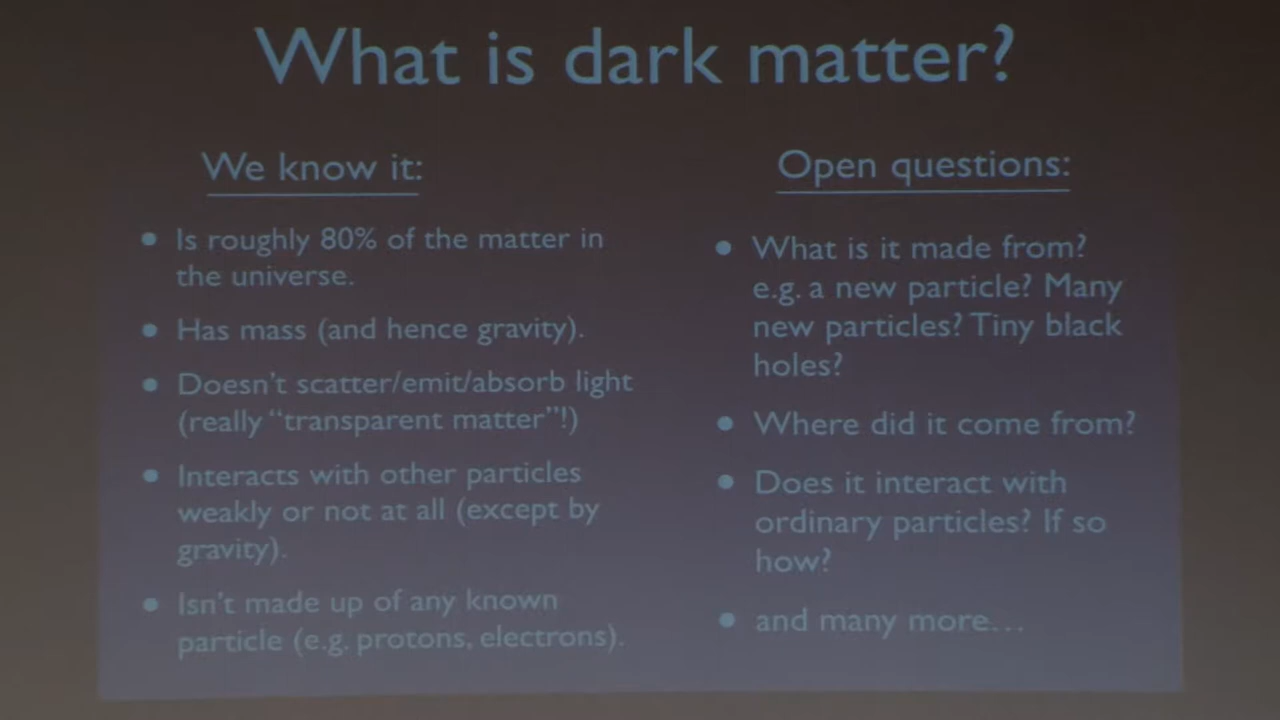 What is dark matter?
We know it:
• Is roughly 80% of the matter in
the universe.
• Has mass (and hence gravity).
• Doesn't scatter/emit/absorb light
(really “transparent matter”!)
• Interacts with other particles
weakly or not at all (except by
gravity).
• Isn't made up of any known
particle (e.g. protons, electrons).
Open questions:
• What is it made from?
e.g. a new particle? Many
new particles? Tiny black
holes?
• Where did it come from?
• Does it interact with
ordinary particles? If so
how?
• and many more…